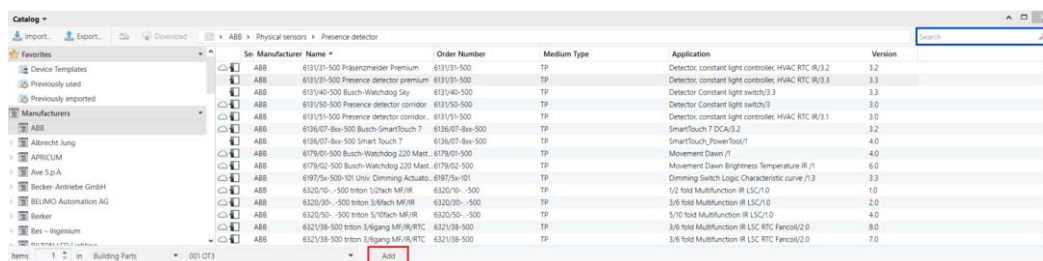 Catalog
Import... Export... Download ABB Physical sensors Presence detector Search
Favorites
Device Templates
Previously used
Previously imported
Manufacturers
ABB
Albrecht Jung
APRICUM
Ave S.p.A.
Becker-Antriebe GmbH
BELIMO Automation AG
Berker
Bes – Ingenium
Se Manufacturer Name Order Number Medium Type Application Version
ABB 6131/31-500 Präsenzmelder Premium 6131/31-500 TP Detector, constant light controller, HVAC RTC IR/3.2 3.2
ABB 6131/31-500 Presence detector premium 6131/31-500 TP Detector, constant light controller, HVAC RTC IR/3.3 3.3
ABB 6131/40-500 Busch-Watchdog Sky 6131/40-500 TP Detector Constant light switch/3.3 3.3
ABB 6131/50-500 Presence detector corridor 6131/50-500 TP Detector Constant light switch/3 3.0
ABB 6131/51-500 Presence detector corridor... 6131/51-500 TP Detector, constant light controller, HVAC RTC IR/3.1 3.0
ABB 6136/07-8xx-500 Busch-SmartTouch 7 6136/07-8xx-500 TP SmartTouch 7 DCA/3.2 3.2
ABB 6136/07-8xx-500 Smart Touch 7 6136/07-8xx-500 TP SmartTouch_PowerTool/1 4.0
ABB 6179/01-500 Busch-Watchdog 220 Mast... 6179/01-500 TP Movement Dawn /1 4.0
ABB 6179/02-500 Busch-Watchdog 220 Mast... 6179/02-500 TP Movement Dawn Brightness Temperature IR /1 6.0
ABB 6197/5x-500-101 Univ. Dimming Actuato... 6197/5x-101 TP Dimming Switch Logic Characteristic curve /1.3 3.3
ABB 6320/10-..-500 triton 1/2fach MF/IR 6320/10-..-500 TP 1/2 fold Multifunction IR LSC/1.0 1.0
ABB 6320/30-..-500 triton 3/6fach MF/IR 6320/30-..-500 TP 3/6 fold Multifunction IR LSC/1.0 2.0
ABB 6320/50-..-500 triton 5/10fach MF/IR 6320/50-..-500 TP 5/10 fold Multifunction IR LSC/1.0 4.0
ABB 6321/38-500 triton 3/6gang MF/IR/RTC 6321/38-500 TP 3/6 fold Multifunction IR LSC RTC Fancoil/2.0 8.0
ABB 6321/38-500 triton 3/6gang MF/IR/RTC 6321/38-500 TP 3/6 fold Multifunction IR LSC RTC Fancoil/2.0 7.0
Items: 1 in Building Parts 001 OT3 Add